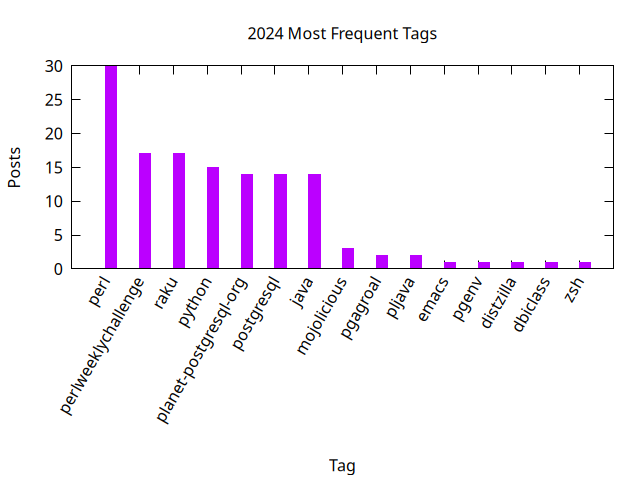 2024 Most Frequent Tags
30
25
20
15
10
5
0
Posts
perl
perlweeklychallenge
raku
python
planet-postgresql-org
postgresql
java
mojolicious
pgagroal
pljava
emacs
pgenv
distzilla
dbiclass
zsh
Tag